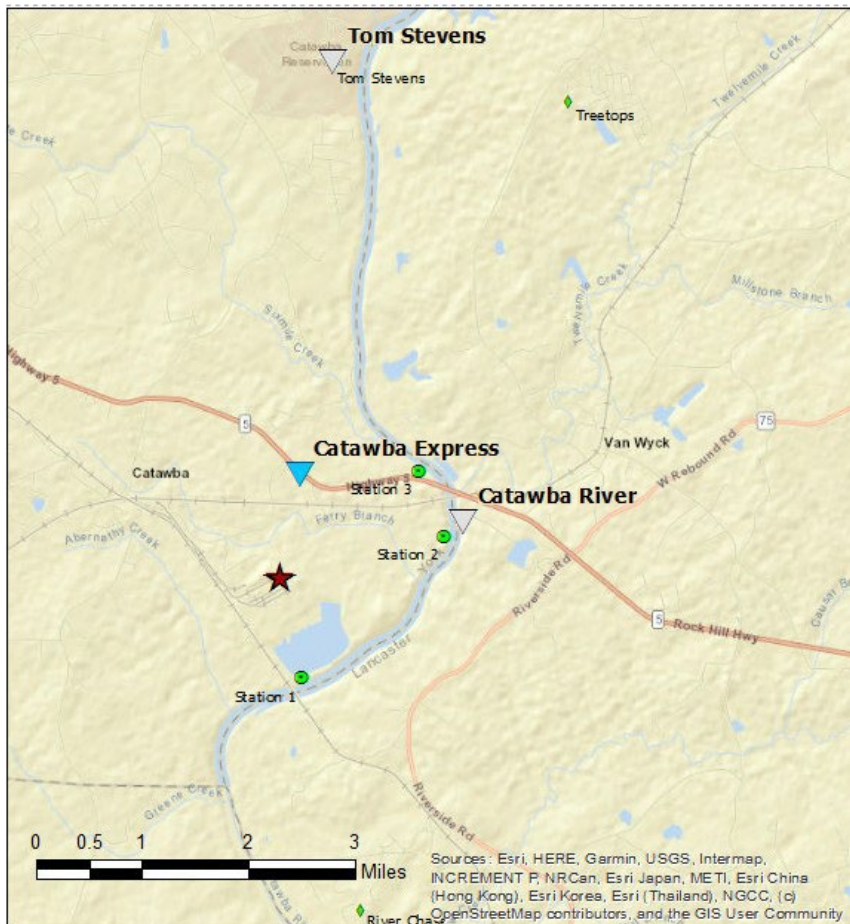 Tom Stevens
Catawba
Reservation
Tom Stevens
Treetops
Twelvemile Creek
Creek
Millstone Branch
Twelvemile Creek
Sixmile Creek
Highway 5
5
75
Catawba Express
Van Wyck
W Rebound Rd
Catawba
Highway 5
Station 3
Catawba River
Ferry Branch
Abernathy Creek
Station 2
York
Riverside Rd
5
Rock Hill Hwy
Lancaster
Station 1
Greene Creek
Riverside Rd
0 0.5 1 2 3
Miles
Sources: Esri, HERE, Garmin, USGS, Intermap,
INCREMENT P, NRCan, Esri Japan, METI, Esri China
(Hong Kong), Esri Korea, Esri (Thailand), NGCC, (c)
OpenStreetMap contributors, and the GIS User Community
River